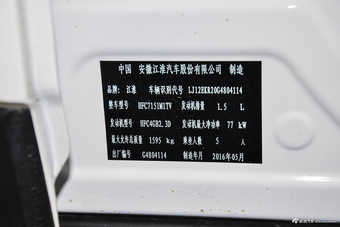 中国 安徽江淮汽车股份有限公司 制造
品牌: 江淮 车辆识别代号 LJ12HKR20G4804114
整车型号 HFC7151M1TV 发动机排量 1.5 L
发动机型号 HFC4GB2.3D 发动机最大净功率 77 kW
最大允许总质量 1595 kg 乘坐人数 5 人
出厂编号 G4804114 制造年月 2016年05月